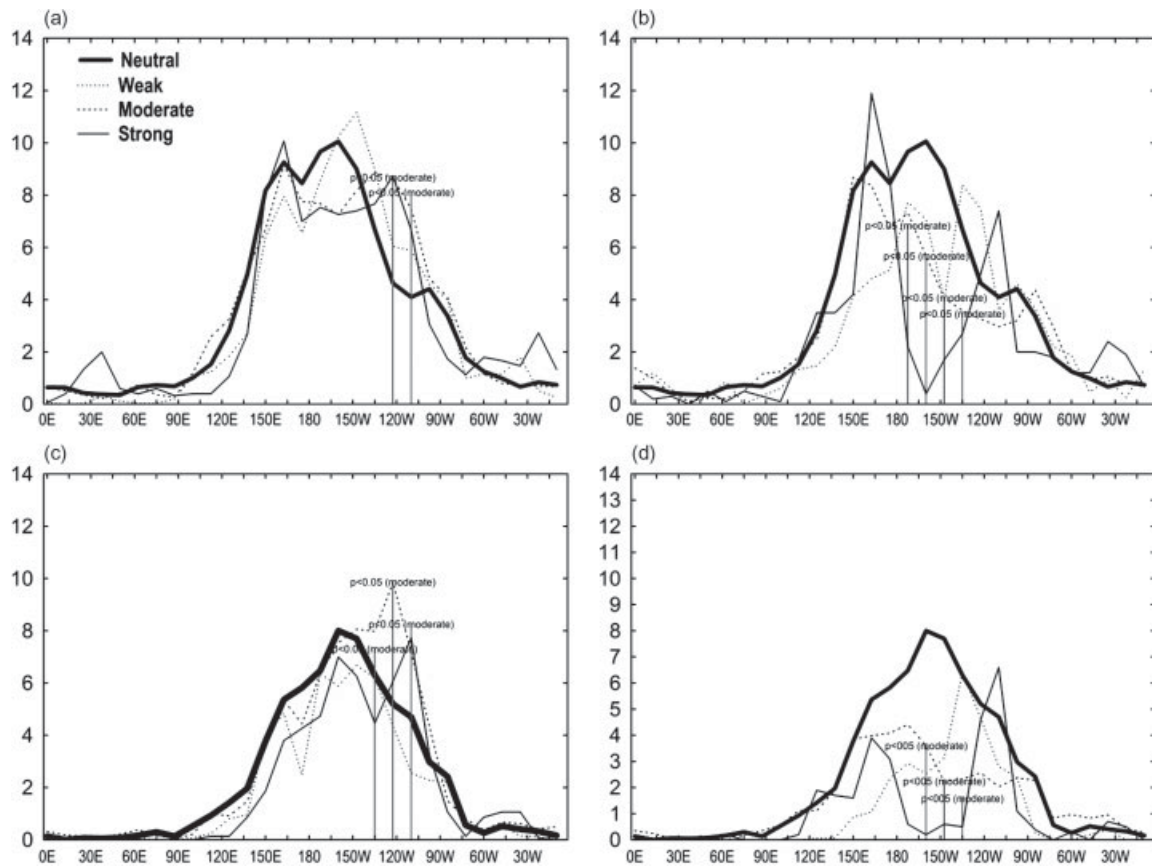 (a)
14
12
10
8
6
4
2
0
Neutral
Weak
Moderate
Strong
p<0.05 (moderate)
p<0.05 (moderate)
0E 30E 60E 90E 120E 150E 180 150W 120W 90W 60W 30W
(b)
14
12
10
8
6
4
2
0
p<0.05 (moderate)
p<0.05 (moderate)
p<0.05 (moderate)
p<0.05 (moderate)
0E 30E 60E 90E 120E 150E 180 150W 120W 90W 60W 30W
(c)
14
12
10
8
6
4
2
0
p<0.05 (moderate)
p<0.05 (moderate)
p<0.05 (moderate)
0E 30E 60E 90E 120E 150E 180 150W 120W 90W 60W 30W
(d)
14
13
12
11
10
9
8
7
6
5
4
3
2
1
0
p<005 (moderate)
p<005 (moderate)
p<005 (moderate)
0E 30E 60E 90E 120E 150E 180 150W 120W 90W 60W 30W